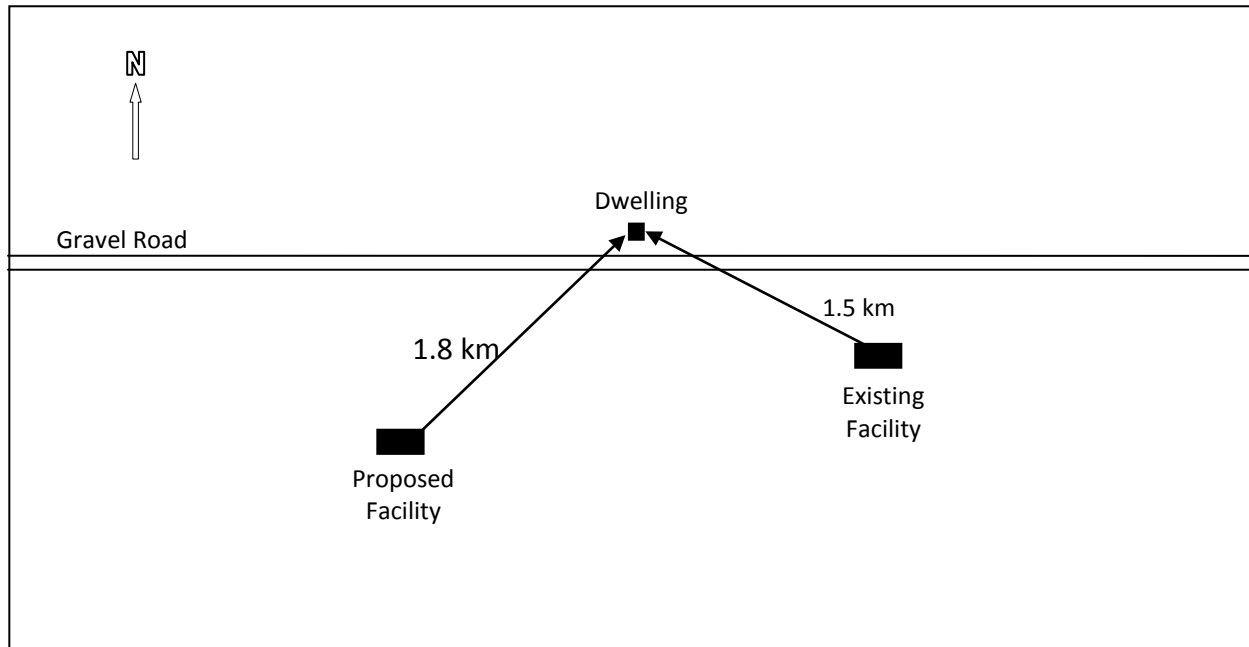 N
Dwelling
Gravel Road
1.5 km
1.8 km
Existing
Facility
Proposed
Facility